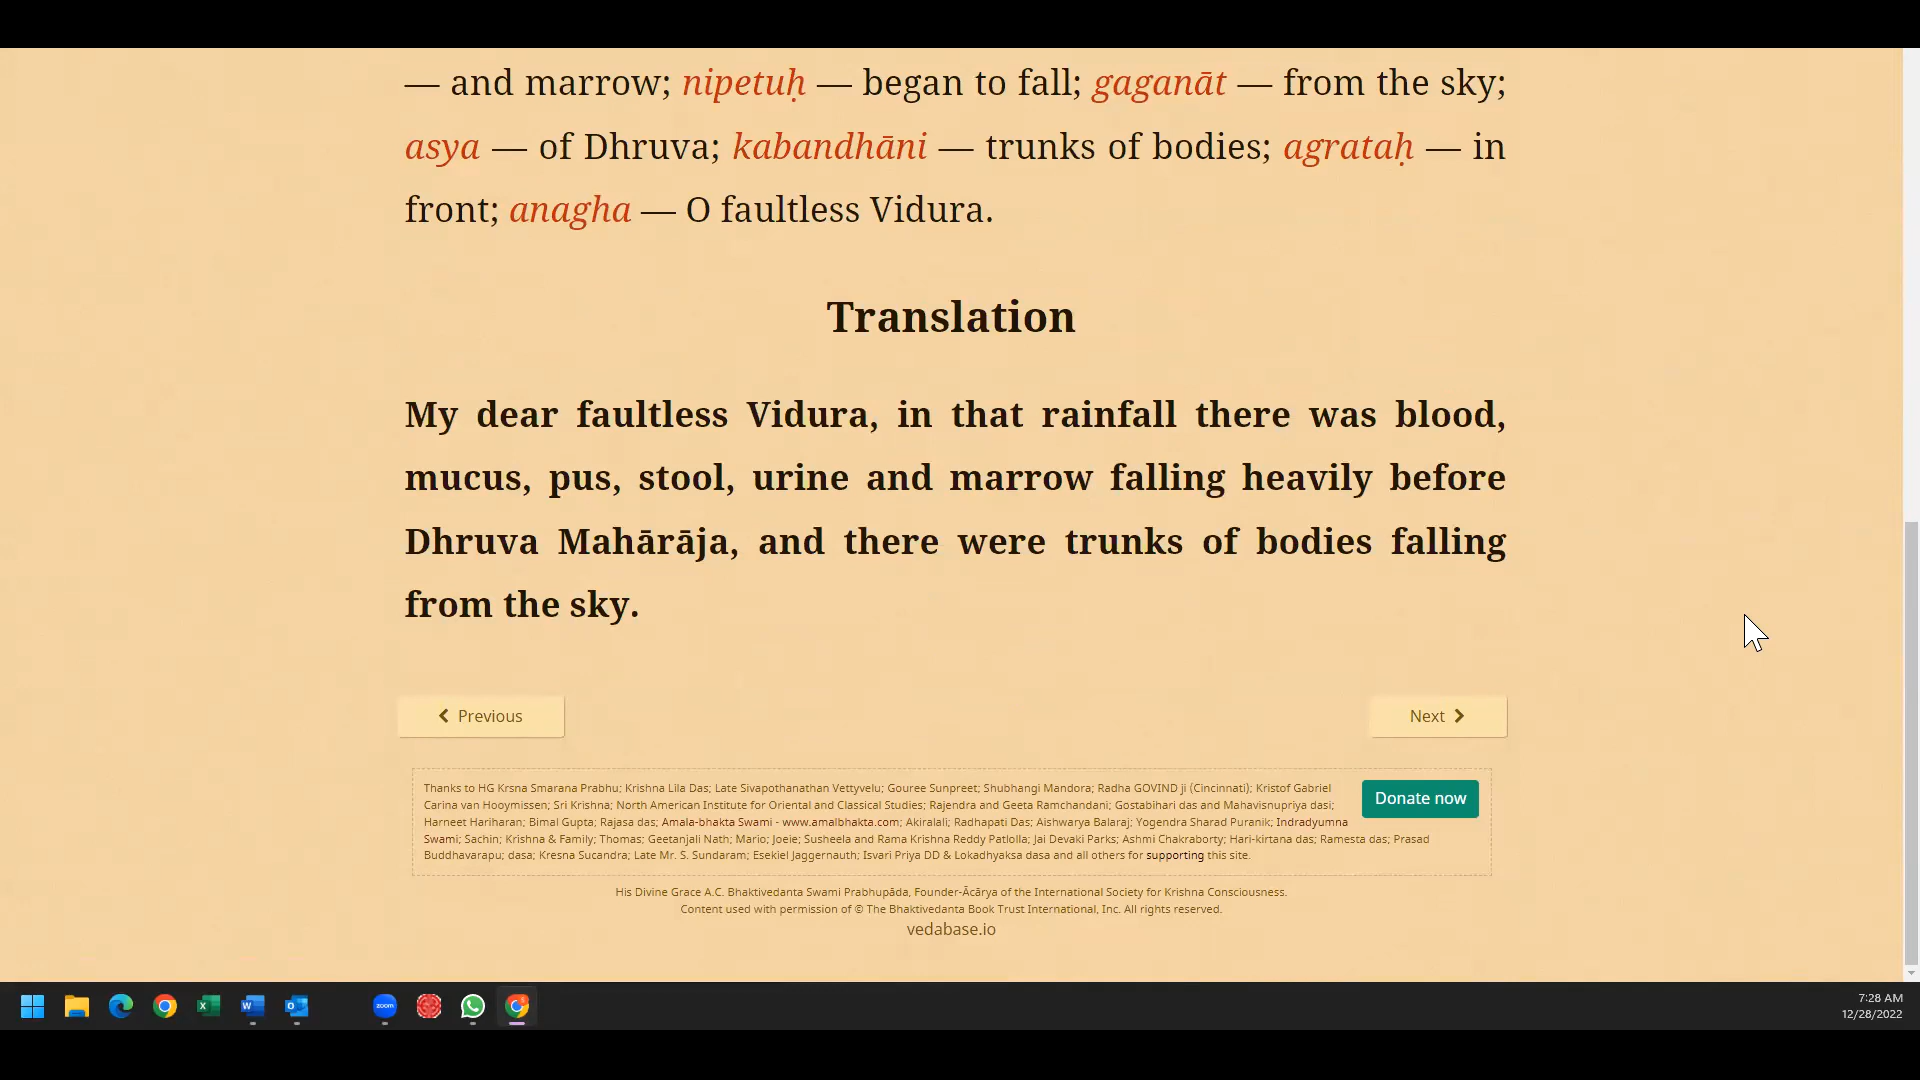 — and marrow; nipetuḥ — began to fall; gaganāt — from the sky;
asya — of Dhruva; kabandhāni — trunks of bodies; agrataḥ — in
front; anagha — O faultless Vidura.
Translation
My dear faultless Vidura, in that rainfall there was blood,
mucus, pus, stool, urine and marrow falling heavily before
Dhruva Mahārāja, and there were trunks of bodies falling
from the sky.
Previous
Next
Thanks to HG Krsna Smarana Prabhu; Krishna Lila Das; Late Sivapothanathan Vettyvelu; Gouree Sunpreet; Shubhangi Mandora; Radha GOVIND ji (Cincinnati); Kristof Gabriel
Carina van Hooymissen; Sri Krishna; North American Institute for Oriental and Classical Studies; Rajendra and Geeta Ramchandani; Gostabihari das and Mahavisnupriya dasi;
Harneet Hariharan; Bimal Gupta; Rajasa das; Amala-bhakta Swami - www.amalbhakta.com; Akiralali; Radhapati Das; Aishwarya Balaraj; Yogendra Sharad Puranik; Indradyumna
Swami; Sachin; Krishna & Family; Thomas; Geetanjali Nath; Mario; Joeie; Susheela and Rama Krishna Reddy Patlolla; Jai Devaki Parks; Ashmi Chakraborty; Hari-kirtana das; Ramesta das; Prasad
Buddhavarapu; dasa; Kresna Sucandra; Late Mr. S. Sundaram; Esekiel Jaggernauth; Isvari Priya DD & Lokadhyaksa dasa and all others for supporting this site.
Donate now
His Divine Grace A.C. Bhaktivedanta Swami Prabhupāda, Founder-Ācārya of the International Society for Krishna Consciousness.
Content used with permission of © The Bhaktivedanta Book Trust International, Inc. All rights reserved.
vedabase.io
zoom
7:28 AM
12/28/2022